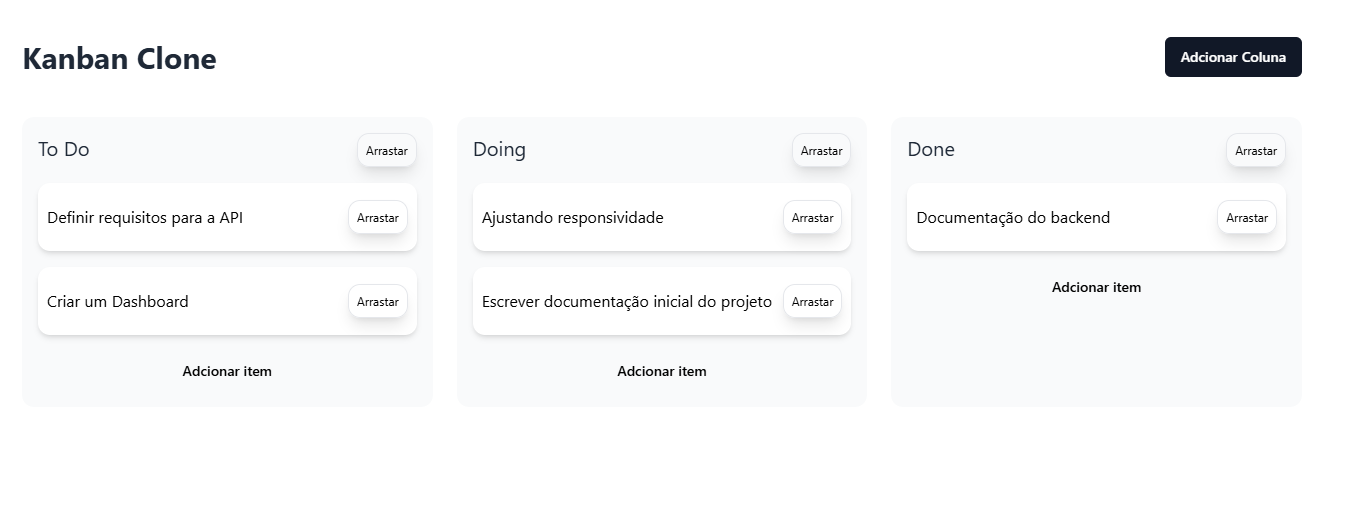 Kanban Clone
Adcionar Coluna
To Do
Arrastar
Definir requisitos para a API
Arrastar
Criar um Dashboard
Arrastar
Adcionar item
Doing
Arrastar
Ajustando responsividade
Arrastar
Escrever documentação inicial do projeto
Arrastar
Adcionar item
Done
Arrastar
Documentação do backend
Arrastar
Adcionar item